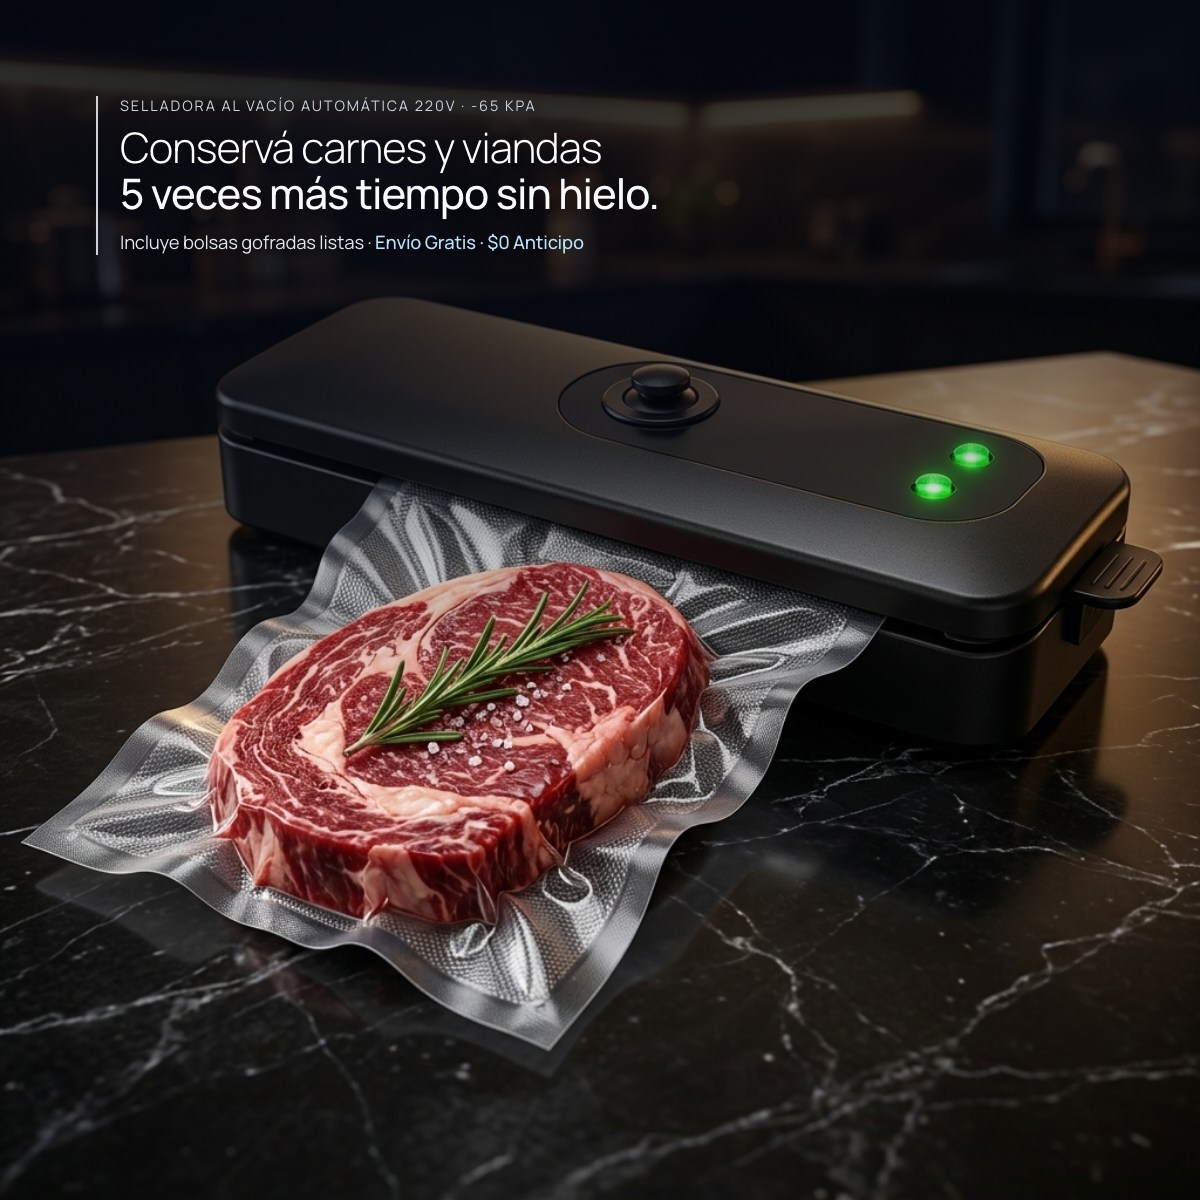 SELLADORA AL VACÍO AUTOMÁTICA 220V · -65 KPA
Conservá carnes y viandas
5 veces más tiempo sin hielo.
Incluye bolsas gofradas listas · Envío Gratis · $0 Anticipo